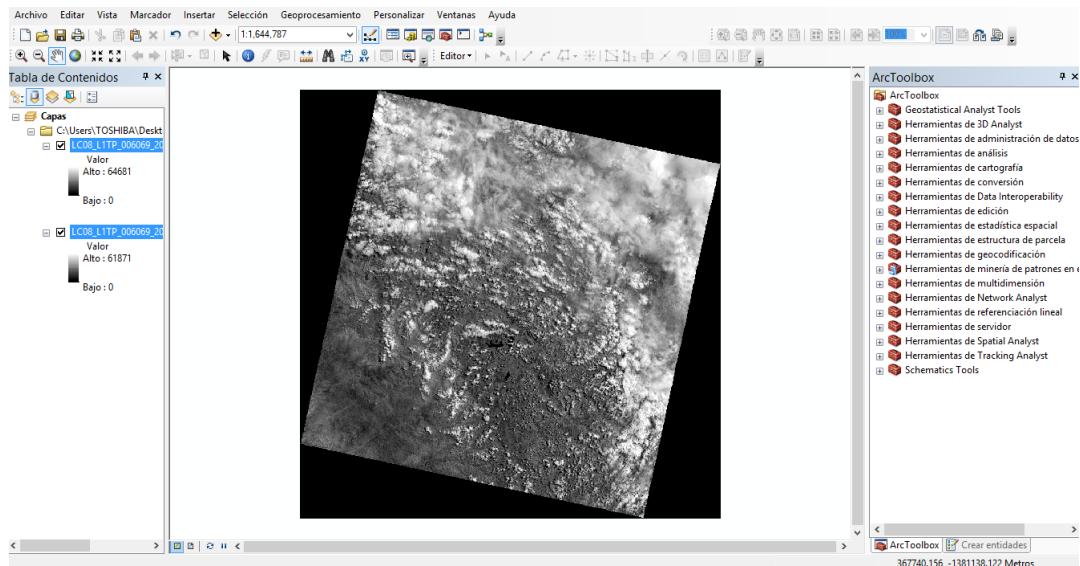 Archivo Editar Vista Marcador Insertar Selección Geoprocesamiento Personalizar Ventanas Ayuda
1:1,644,787
100%
Editor
Tabla de Contenidos
Capas
C:\Users\TOSHIBA\Deskt
LC08_L1TP_006069_20
Valor
Alto : 64681
Bajo : 0
LC08_L1TP_006069_20
Valor
Alto : 61871
Bajo : 0
ArcToolbox
ArcToolbox
Geostatistical Analyst Tools
Herramientas de 3D Analyst
Herramientas de administración de datos
Herramientas de análisis
Herramientas de cartografía
Herramientas de conversión
Herramientas de Data Interoperability
Herramientas de edición
Herramientas de estadística espacial
Herramientas de estructura de parcela
Herramientas de geocodificación
Herramientas de minería de patrones en e
Herramientas de multidimensión
Herramientas de Network Analyst
Herramientas de referenciación lineal
Herramientas de servidor
Herramientas de Spatial Analyst
Herramientas de Tracking Analyst
Schematics Tools
ArcToolbox Crear entidades
367740.156 -1381138.122 Metros